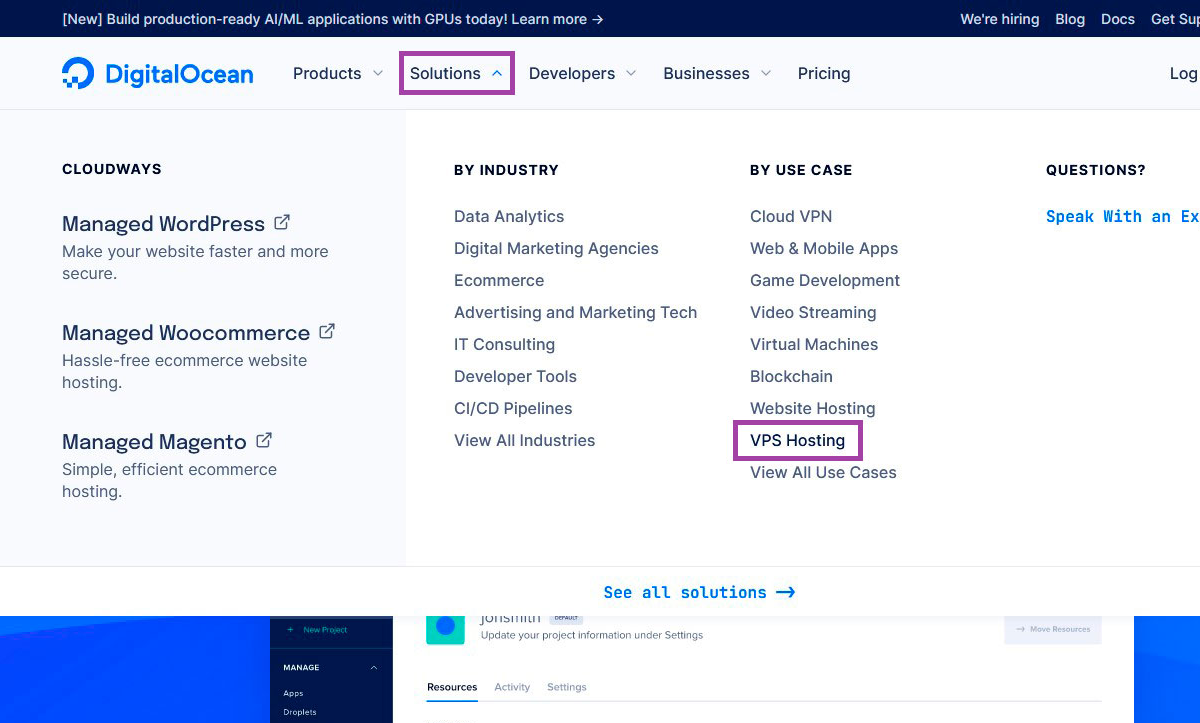 [New] Build production-ready AI/ML applications with GPUs today! Learn more →
We're hiring Blog Docs Get Sup
DigitalOcean
Products Solutions Developers Businesses Pricing
Log
CLOUDWAYS
Managed WordPress
Make your website faster and more
secure.
Managed Woocommerce
Hassle-free ecommerce website
hosting.
Managed Magento
Simple, efficient ecommerce
hosting.
BY INDUSTRY
Data Analytics
Digital Marketing Agencies
Ecommerce
Advertising and Marketing Tech
IT Consulting
Developer Tools
CI/CD Pipelines
View All Industries
BY USE CASE
Cloud VPN
Web & Mobile Apps
Game Development
Video Streaming
Virtual Machines
Blockchain
Website Hosting
VPS Hosting
View All Use Cases
QUESTIONS?
Speak With an Ex
See all solutions →
+ New Project
MANAGE
Apps
Droplets
jonsmith DEFAULT
Update your project information under Settings
→ Move Resources
Resources Activity Settings